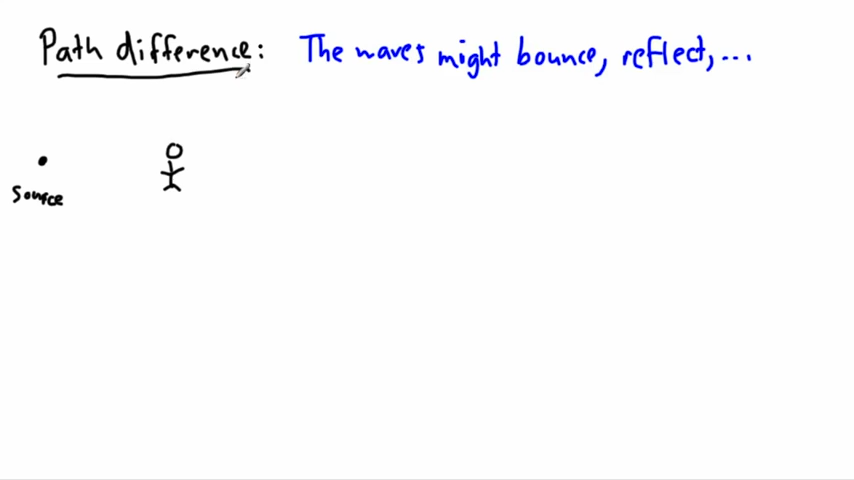 Path difference: The waves might bounce, reflect, ...
Source